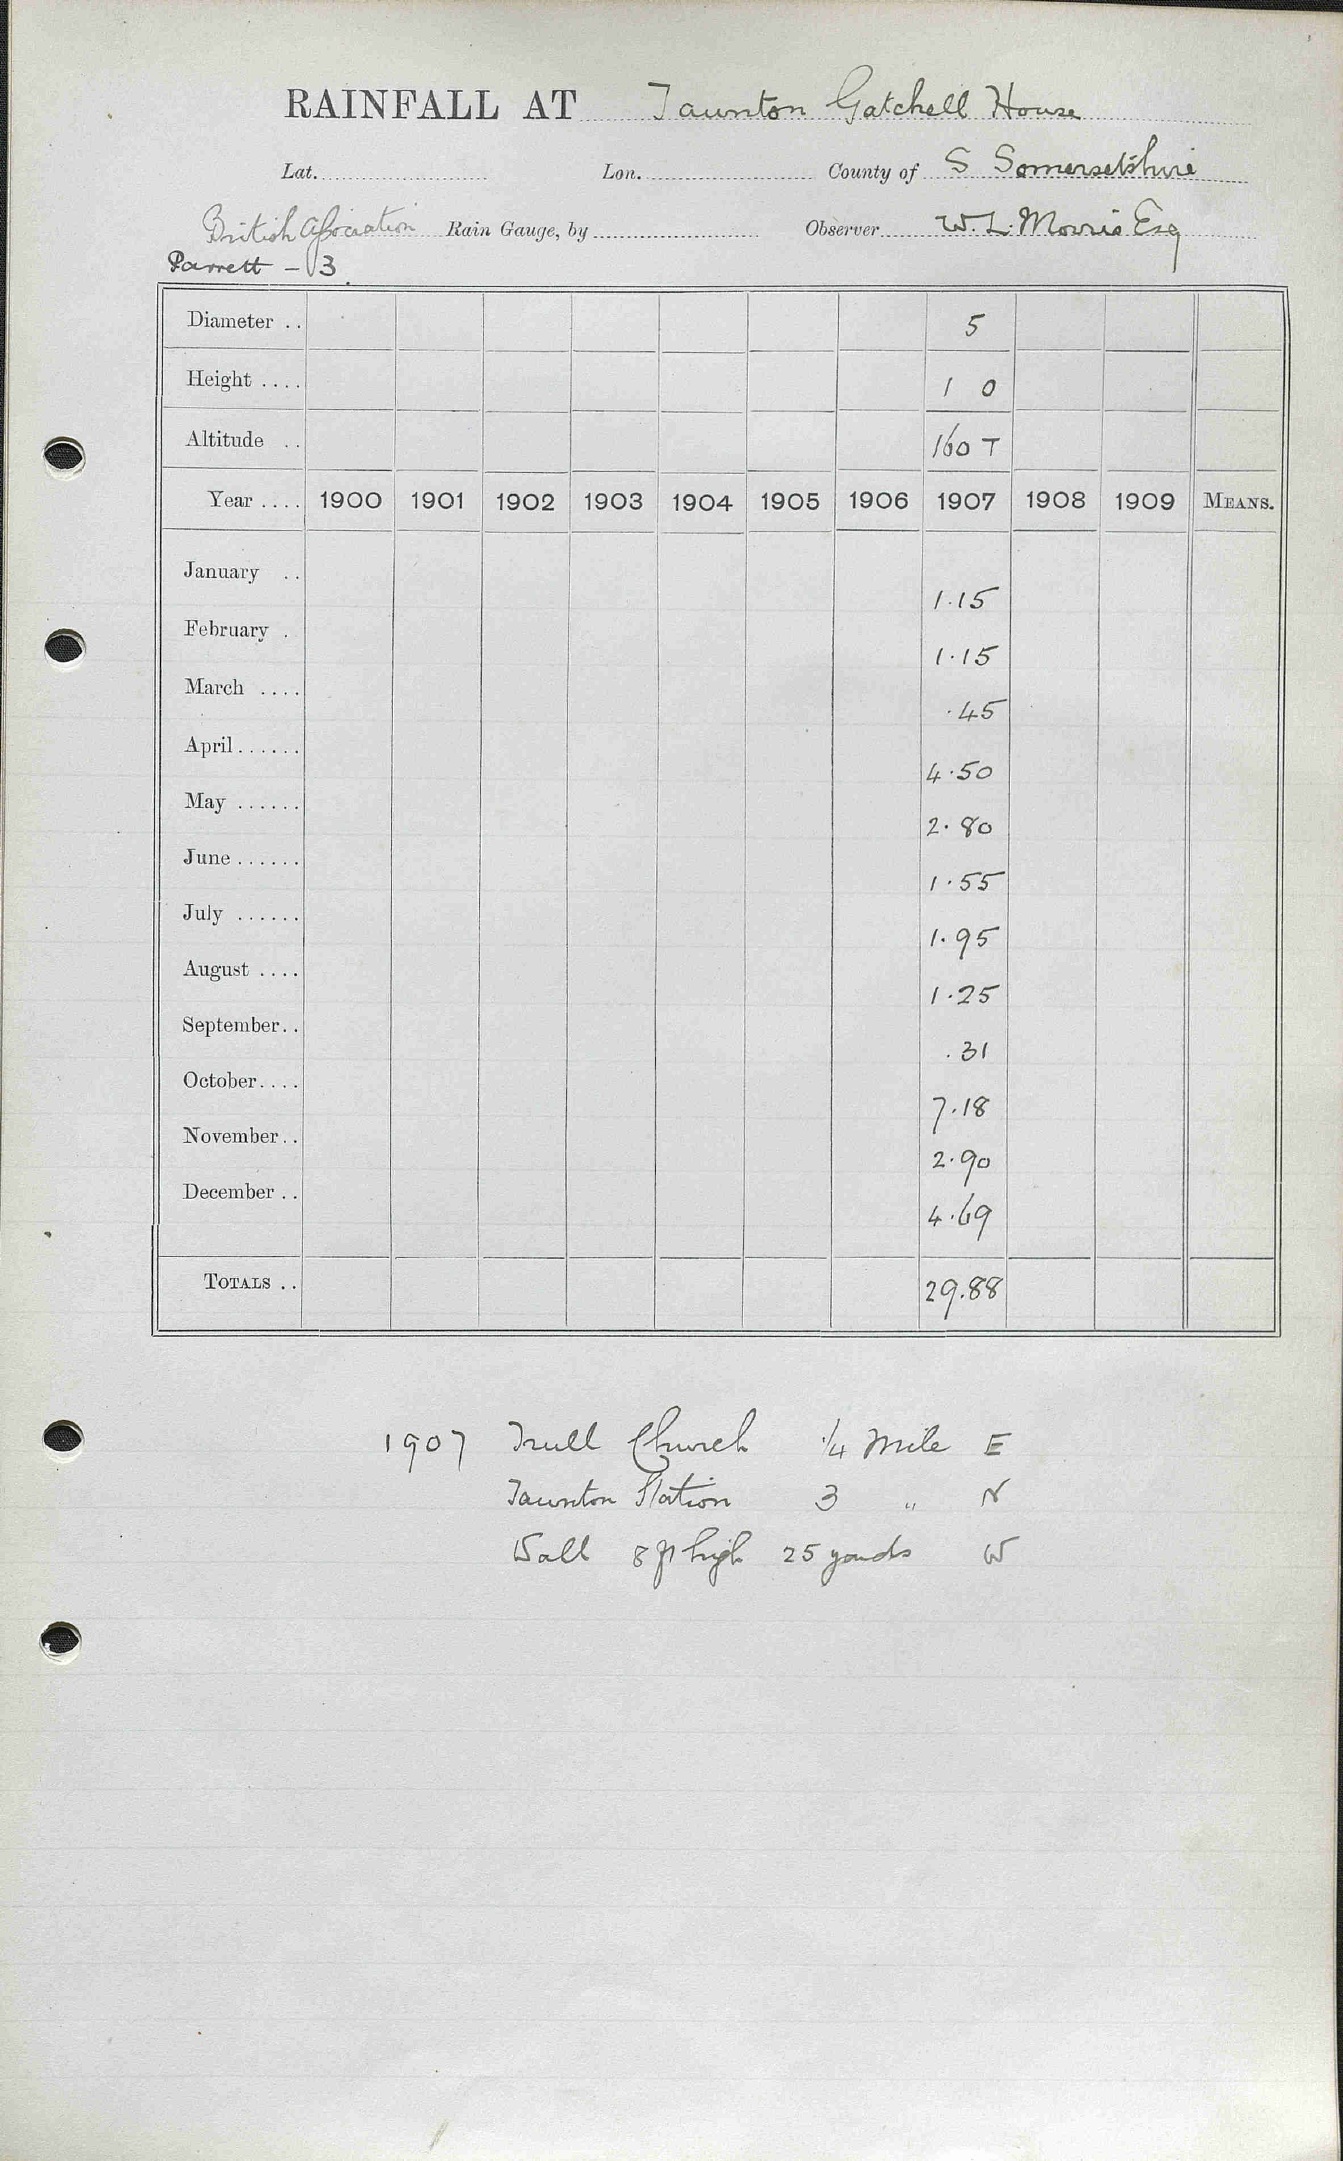 RAINFALL AT Taunton Gatchell House
Lat. Lon. County of S Somersetshire
British Association Rain Gauge, by Observer W. L. Morris Esq
Parrett - 3
Diameter .. 5
Height .... 1 0
Altitude .. 160 T
Year .... 1900 1901 1902 1903 1904 1905 1906 1907 1908 1909 MEANS.
January .. 1.15
February . 1.15
March .... .45
April...... 4.50
May ...... 2.80
June...... 1.55
July ...... 1.95
August .... 1.25
September.. .31
October.... 7.18
November.. 2.90
December .. 4.69
TOTALS .. 29.88
1907 Trull Church 1/4 Mile E
Taunton Station 3 " N
Wall 8 ft high 25 yards W